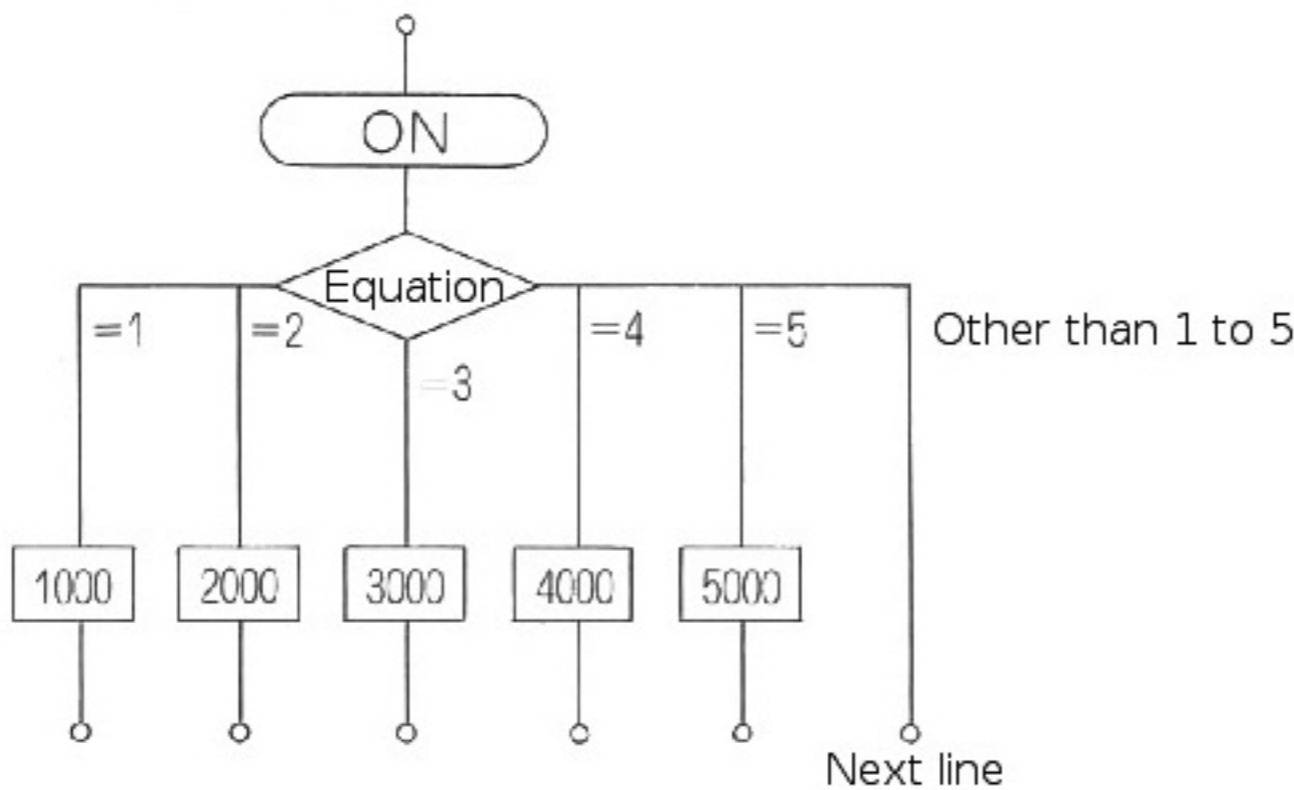 ON
Equation
=1
=2
=3
=4
=5
Other than 1 to 5
1000
2000
3000
4000
5000
Next line